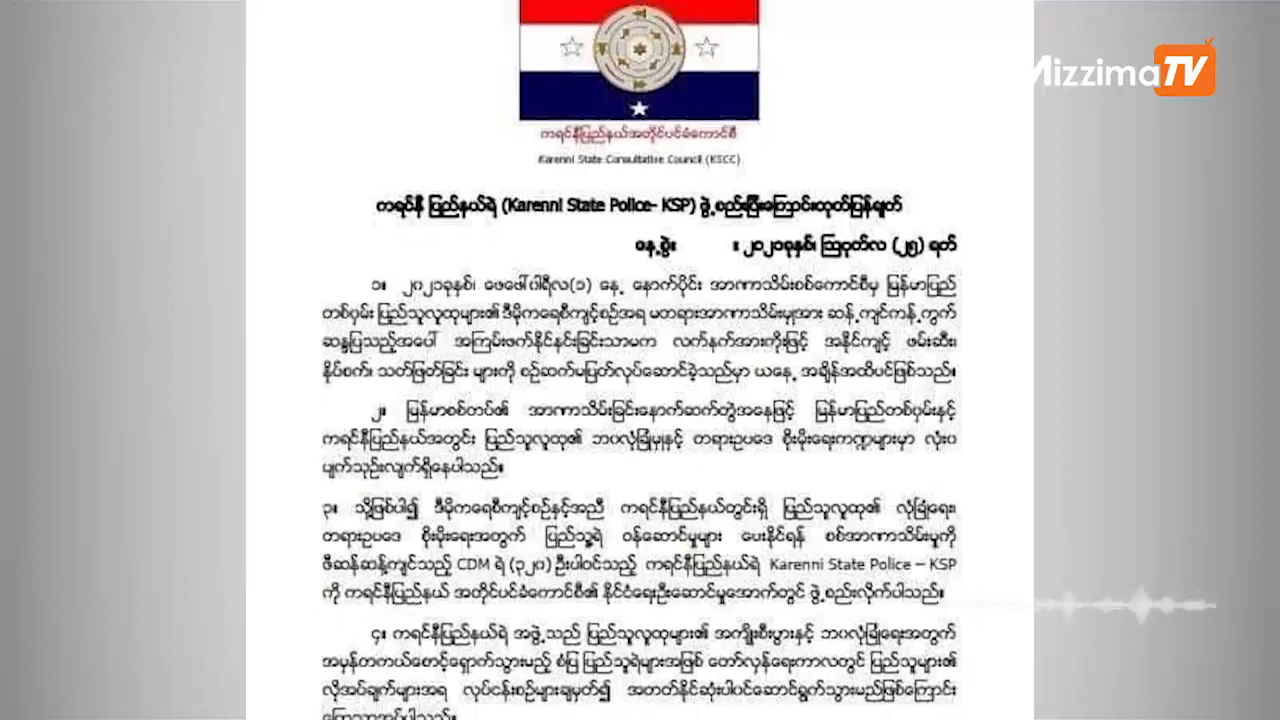 MizzimaTV
ကရင်နီပြည်နယ်အတိုင်ပင်ခံကောင်စီ
Karenni State Consultative Council (KSCC)
ကရင်နီ ပြည်နယ်ရဲ (Karenni State Police- KSP) ဖွဲ့စည်းပြီးကြောင်းထုတ်ပြန်ချက်
နေ့စွဲ။ ။ ၂၀၂၁ခုနှစ်၊ ဩဂုတ်လ (၂၅) ရက်
၁။ ၂၀၂၁ခုနှစ်၊ ဖေဖေါ်ဝါရီလ(၁) နေ့ နောက်ပိုင်း အာဏာသိမ်းစစ်ကောင်စီမှ မြန်မာပြည်
တစ်ဝှမ်း ပြည်သူလူထုများ၏ ဒီမိုကရေစီကျင့်စဉ်အရ မတရားအာဏာသိမ်းမှုအား ဆန့်ကျင်ကန့်ကွက်
ဆန္ဒပြသည့်အပေါ် အကြမ်းဖက်နှိုင်နင်းခြင်းသာမက လက်နက်အားကိုးဖြင့် အနိုင်ကျင့် ဖမ်းဆီး၊
နှိပ်စက်၊ သတ်ဖြတ်ခြင်း များကို စဉ်ဆက်မပြတ်လုပ်ဆောင်ခဲ့သည်မှာ ယနေ့ အချိန်အထိပင်ဖြစ်သည်။
၂။ မြန်မာစစ်တပ်၏ အာဏာသိမ်းခြင်းနောက်ဆက်တွဲအနေဖြင့် မြန်မာပြည်တစ်ဝှမ်းနှင့်
ကရင်နီပြည်နယ်အတွင်း ပြည်သူလူထု၏ ဘဝလုံခြုံမှုနှင့် တရားဥပဒေ စိုးမိုးရေးကဏ္ဍများမှာ လုံးဝ
ပျက်သုဉ်းလျက်ရှိနေပါသည်။
၃။ သို့ဖြစ်ပါ၍ ဒီမိုကရေစီကျင့်စဉ်နှင့်အညီ ကရင်နီပြည်နယ်တွင်းရှိ ပြည်သူလူထု၏ လုံခြုံရေး၊
တရားဥပဒေ စိုးမိုးရေးအတွက် ပြည်သူ့ရဲ ဝန်ဆောင်မှုများ ပေးနိုင်ရန် စစ်အာဏာသိမ်းမှုကို
ဖီဆန်ဆန့်ကျင်သည့် CDM ရဲ (၃၂၀) ဦးပါဝင်သည့် ကရင်နီပြည်နယ်ရဲ Karenni State Police – KSP
ကို ကရင်နီပြည်နယ် အတိုင်ပင်ခံကောင်စီ၏ နိုင်ငံရေးဦးဆောင်မှုအောက်တွင် ဖွဲ့စည်းလိုက်ပါသည်။
၄။ ကရင်နီပြည်နယ်ရဲ အဖွဲ့သည် ပြည်သူလူထုများ၏ အကျိုးစီးပွားနှင့် ဘဝလုံခြုံရေးအတွက်
အမှန်တကယ်စောင့်ရှောက်သွားမည့် စံပြ ပြည်သူ့ရဲများအဖြစ် တော်လှန်ရေးကာလတွင် ပြည်သူများ၏
လိုအပ်ချက်များအရ လုပ်ငန်းစဉ်များချမှတ်၍ အတတ်နိုင်ဆုံးပါဝင်ဆောင်ရွက်သွားမည်ဖြစ်ကြောင်း
ကြေညာအပ်ပါသည်။